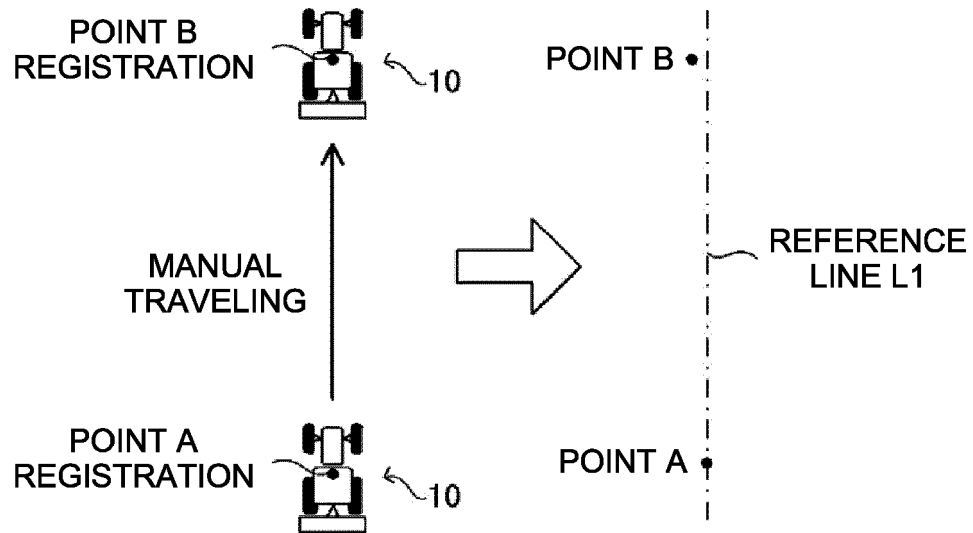 POINT B
REGISTRATION
10
POINT B
MANUAL
TRAVELING
REFERENCE
LINE L1
POINT A
REGISTRATION
10
POINT A